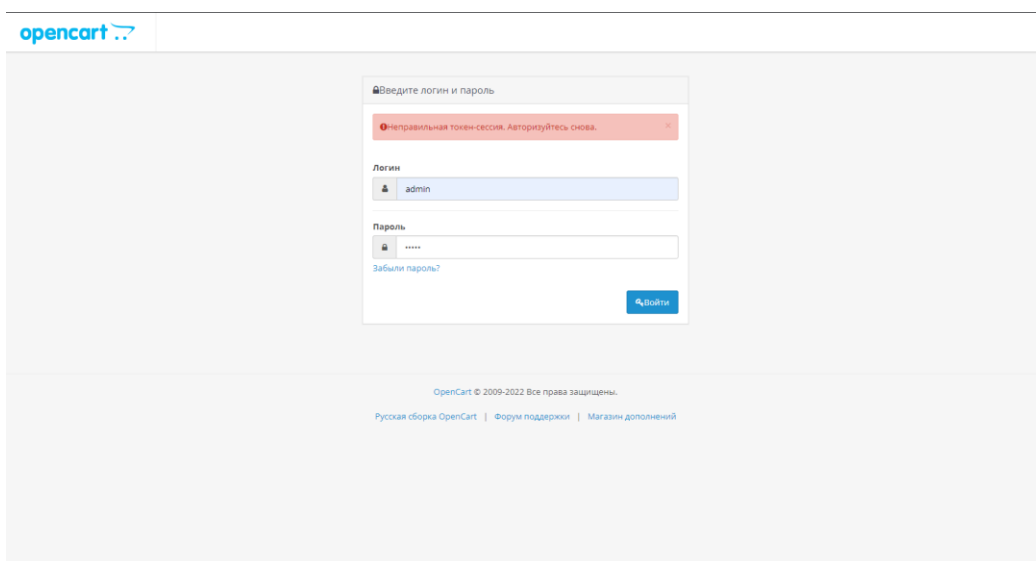 opencart
Введите логин и пароль
Неправильная токен-сессия. Авторизуйтесь снова.
Логин
admin
Пароль
•••••
Забыли пароль?
Войти
OpenCart © 2009-2022 Все права защищены.
Русская сборка OpenCart | Форум поддержки | Магазин дополнений